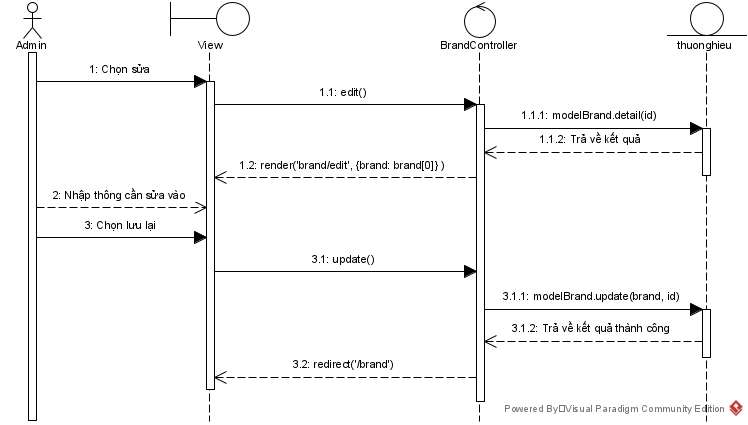 Admin
View
BrandController
thuonghieu
1: Chọn sửa
1.1: edit()
1.1.1: modelBrand.detail(id)
1.1.2: Trả về kết quả
1.2: render('brand/edit', {brand: brand[0]} )
2: Nhập thông cần sửa vào
3: Chọn lưu lại
3.1: update()
3.1.1: modelBrand.update(brand, id)
3.1.2: Trả về kết quả thành công
3.2: redirect('/brand')
Powered By Visual Paradigm Community Edition